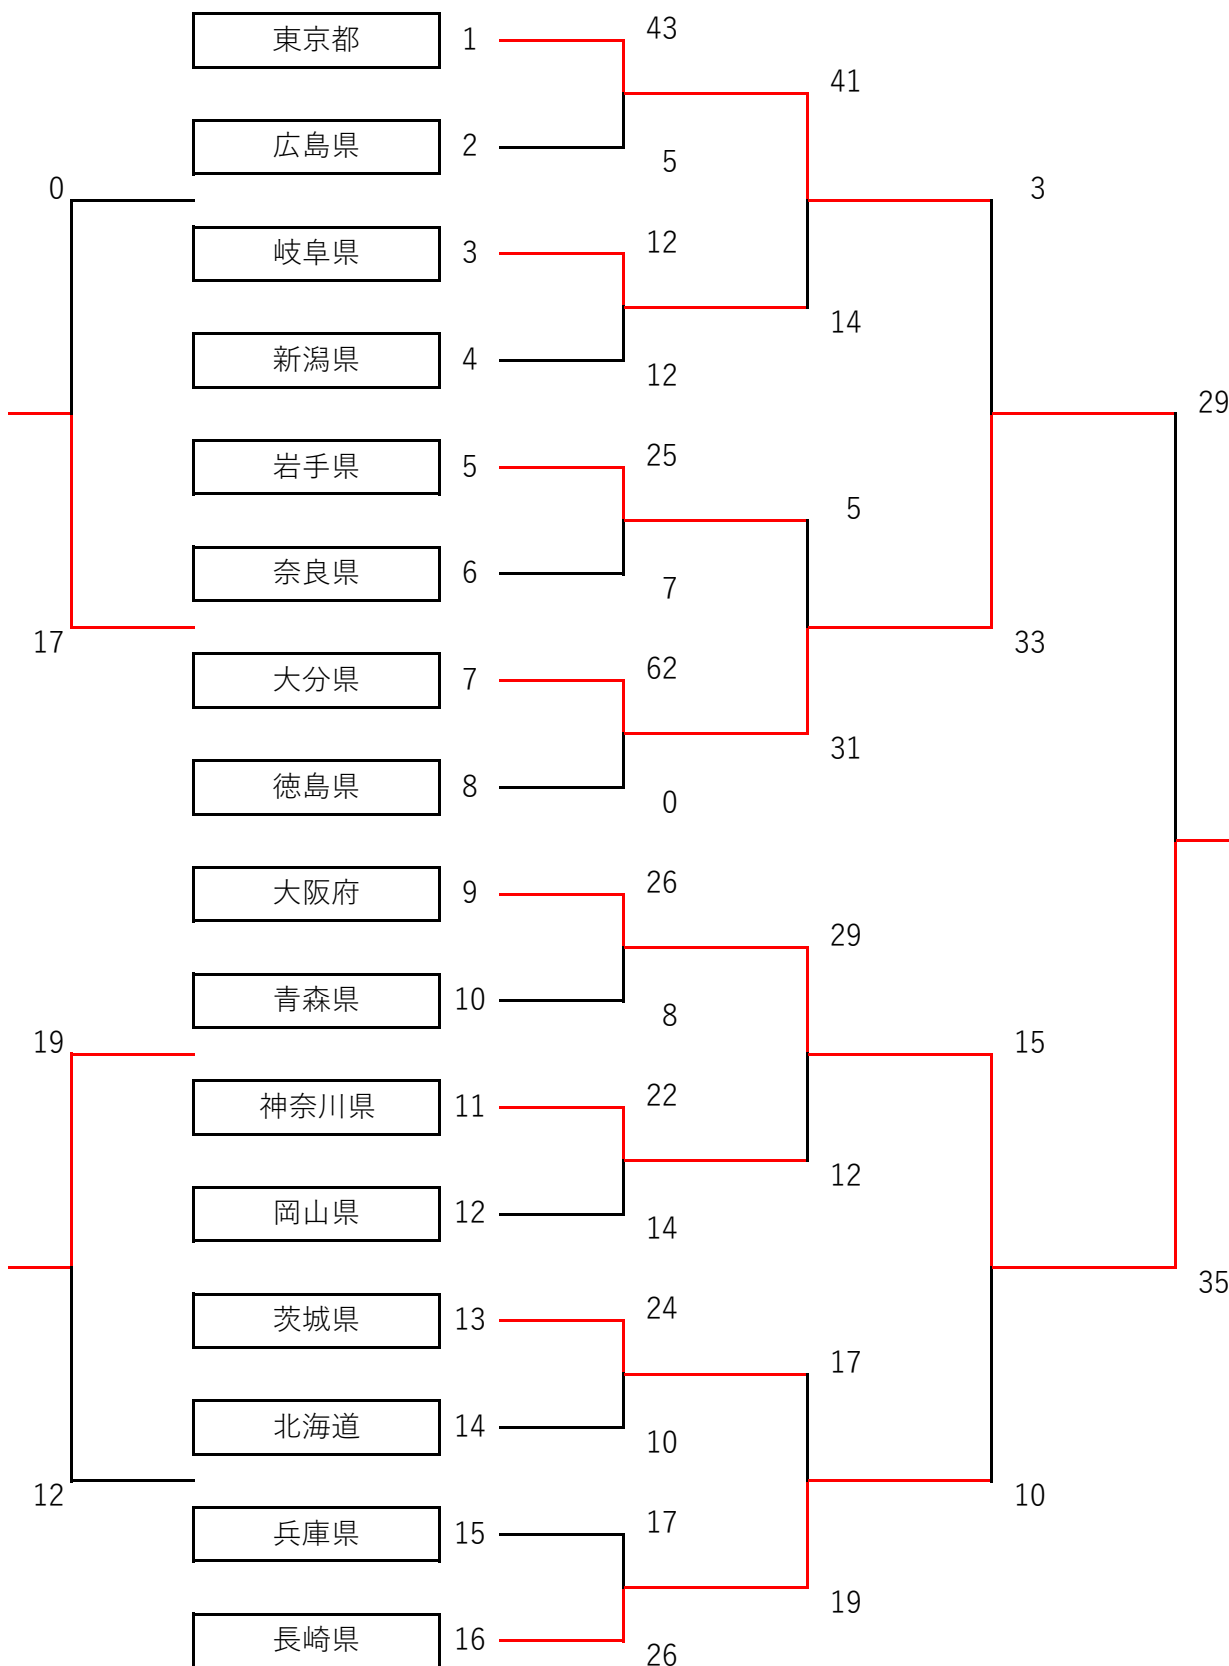 43
東京都 1
41
広島県 2
5
0
3
12
岐阜県 3
14
新潟県 4
12
29
25
岩手県 5
5
奈良県 6
7
17
33
62
大分県 7
31
徳島県 8
0
26
大阪府 9
29
青森県 10
8
19
15
22
神奈川県 11
12
岡山県 12
14
35
24
茨城県 13
17
北海道 14
10
12
10
17
兵庫県 15
19
長崎県 16
26